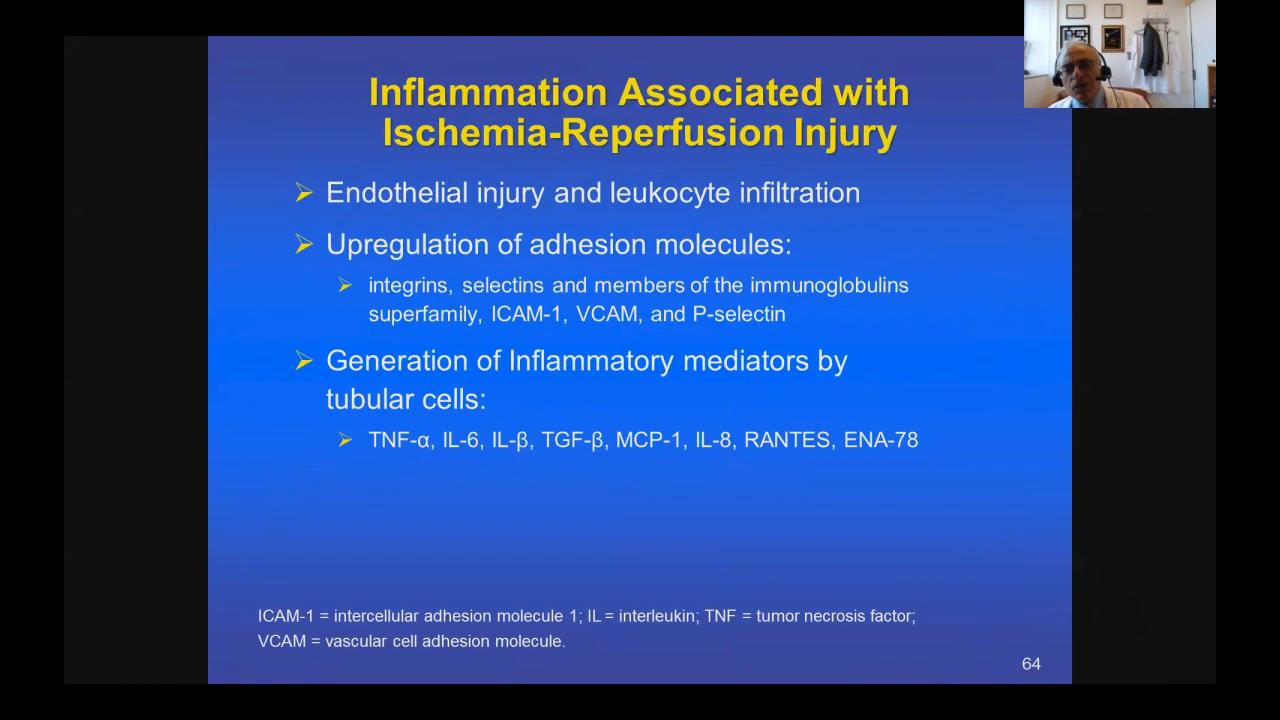 Inflammation Associated with
Ischemia-Reperfusion Injury
Endothelial injury and leukocyte infiltration
Upregulation of adhesion molecules:
integrins, selectins and members of the immunoglobulins
superfamily, ICAM-1, VCAM, and P-selectin
Generation of Inflammatory mediators by
tubular cells:
TNF-α, IL-6, IL-β, TGF-β, MCP-1, IL-8, RANTES, ENA-78
ICAM-1 = intercellular adhesion molecule 1; IL = interleukin; TNF = tumor necrosis factor;
VCAM = vascular cell adhesion molecule.
64